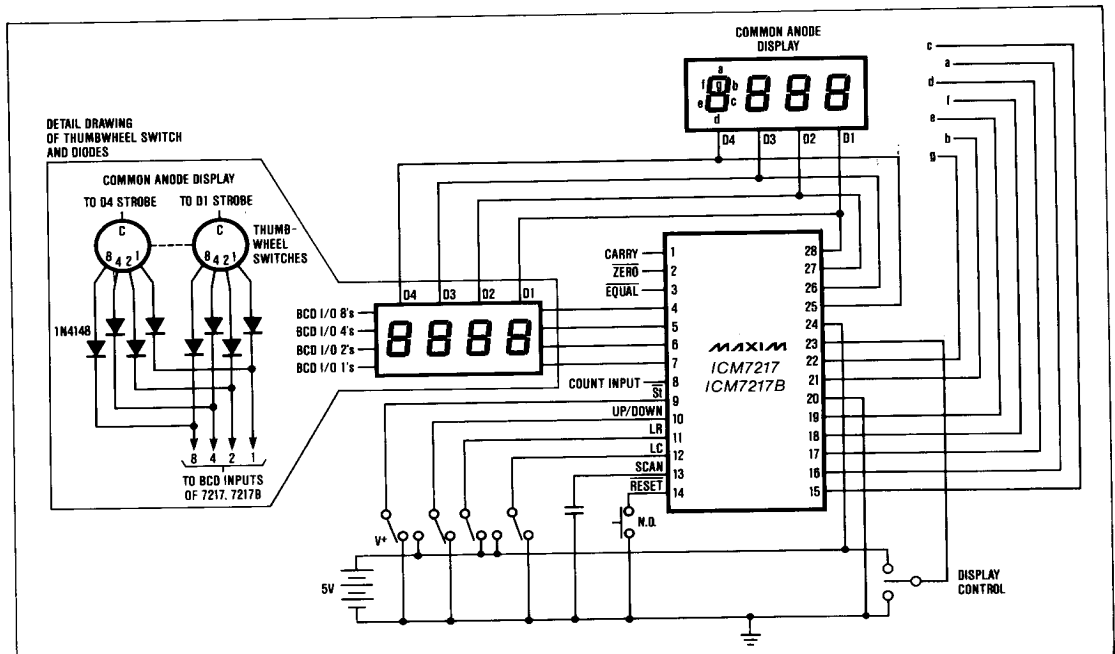 COMMON ANODE
DISPLAY
a
f g b
e c
d
D4 D3 D2 D1
c
a
d
f
e
b
g
DETAIL DRAWING
OF THUMBWHEEL SWITCH
AND DIODES
COMMON ANODE DISPLAY
TO D4 STROBE TO D1 STROBE
C C
8 4 2 1 8 4 2 1
THUMB-
WHEEL
SWITCHES
1N4148
8 4 2 1
TO BCD INPUTS
OF 7217, 7217B
D4 D3 D2 D1
BCD I/O 8's
BCD I/O 4's
BCD I/O 2's
BCD I/O 1's
8888
8888
CARRY 1
ZERO 2
EQUAL 3
4
5
6
7
COUNT INPUT 8
St 9
UP/DOWN 10
LR 11
LC 12
SCAN 13
RESET 14
MAXIM
ICM7217
ICM7217B
28
27
26
25
24
23
22
21
20
19
18
17
16
15
V+
N.O.
5V
DISPLAY
CONTROL